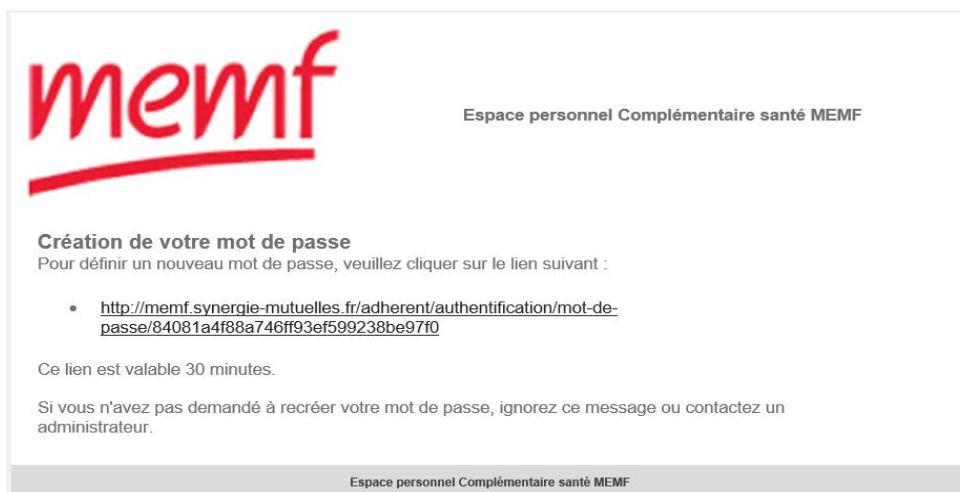 memf
Espace personnel Complémentaire santé MEMF
Création de votre mot de passe
Pour définir un nouveau mot de passe, veuillez cliquer sur le lien suivant :
• http://memf.synergie-mutuelles.fr/adherent/authentification/mot-de-
passe/84081a4f88a746ff93ef599238be97f0
Ce lien est valable 30 minutes.
Si vous n'avez pas demandé à recréer votre mot de passe, ignorez ce message ou contactez un
administrateur.
Espace personnel Complémentaire santé MEMF